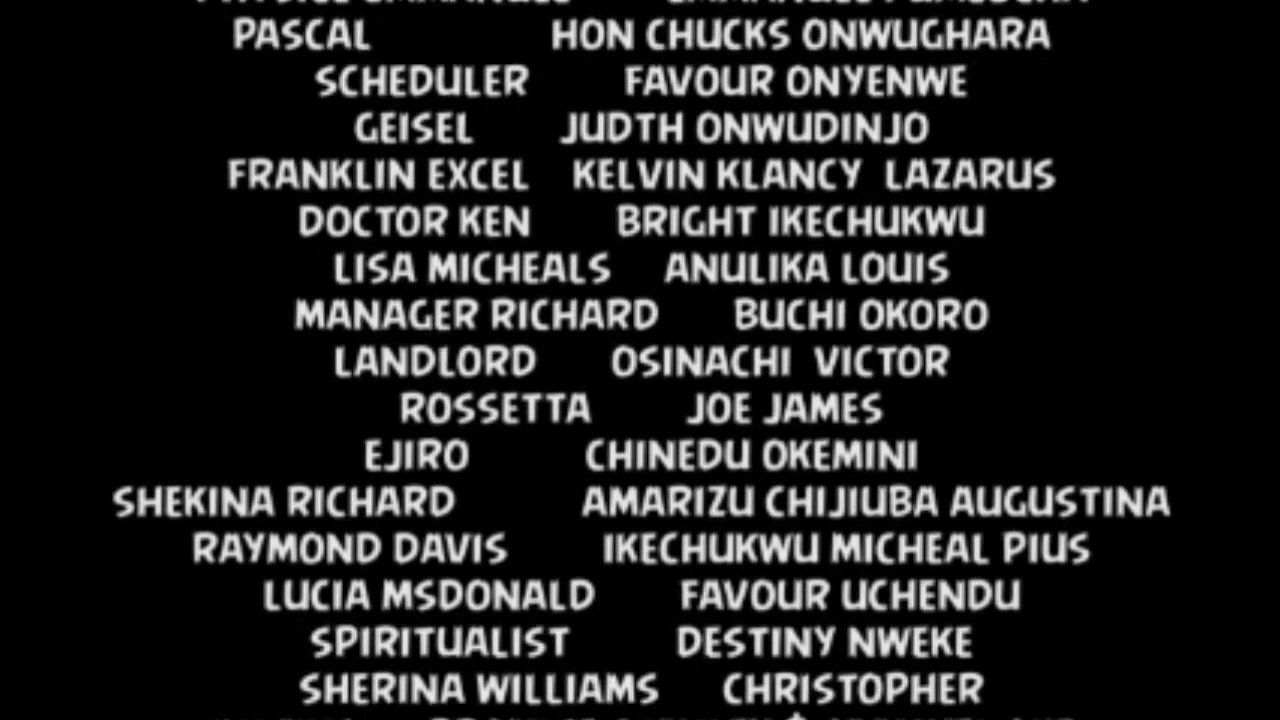 PASCAL HON CHUCKS ONWUGHARA
SCHEDULER FAVOUR ONYENWE
GEISEL JUDTH ONWUDINJO
FRANKLIN EXCEL KELVIN KLANCY LAZARUS
DOCTOR KEN BRIGHT IKECHUKWU
LISA MICHEALS ANULIKA LOUIS
MANAGER RICHARD BUCHI OKORO
LANDLORD OSINACHI VICTOR
ROSSETTA JOE JAMES
EJIRO CHINEDU OKEMINI
SHEKINA RICHARD AMARIZU CHIJIUBA AUGUSTINA
RAYMOND DAVIS IKECHUKWU MICHEAL PIUS
LUCIA MSDONALD FAVOUR UCHENDU
SPIRITUALIST DESTINY NWEKE
SHERINA WILLIAMS CHRISTOPHER